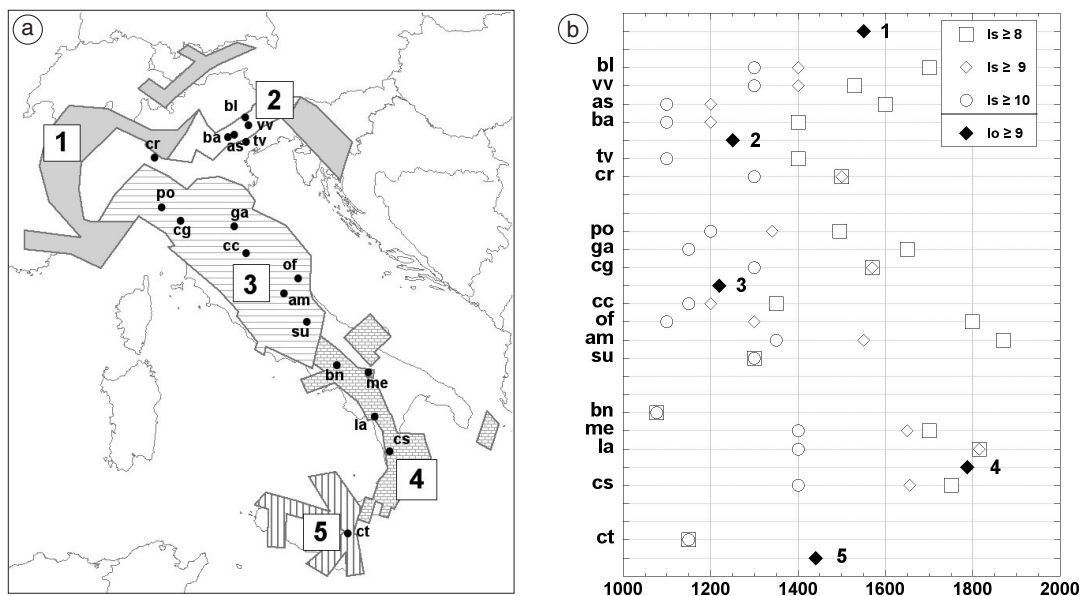 a
1
2
bl
vv
ba
as
tv
cr
po
cg
ga
cc
of
3
am
su
bn
me
la
cs
4
5
ct
b
Is ≥ 8
Is ≥ 9
Is ≥ 10
Io ≥ 9
1
bl
vv
as
ba
2
tv
cr
po
ga
cg
3
cc
of
am
su
bn
me
la
4
cs
ct
5
1000 1200 1400 1600 1800 2000